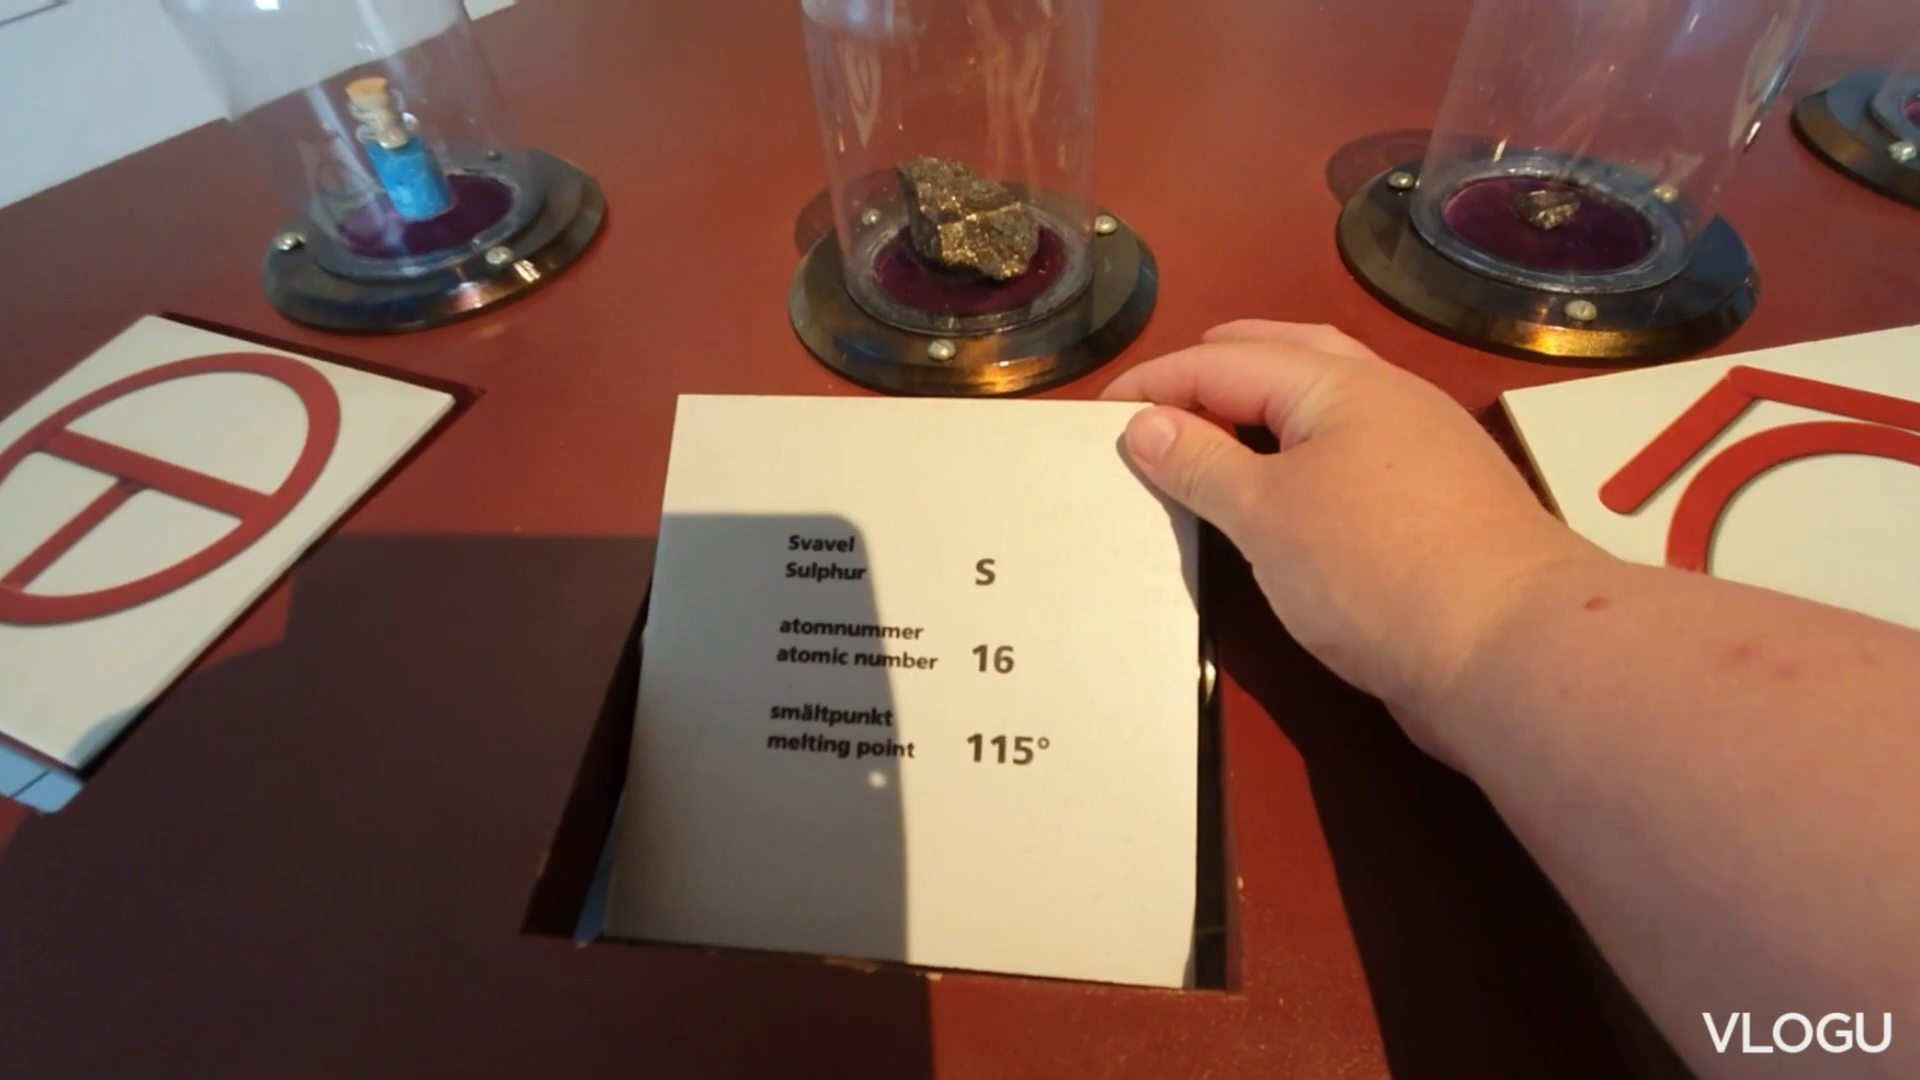 Svavel
Sulphur S
atomnummer
atomic number 16
smältpunkt
melting point 115°
VLOGU